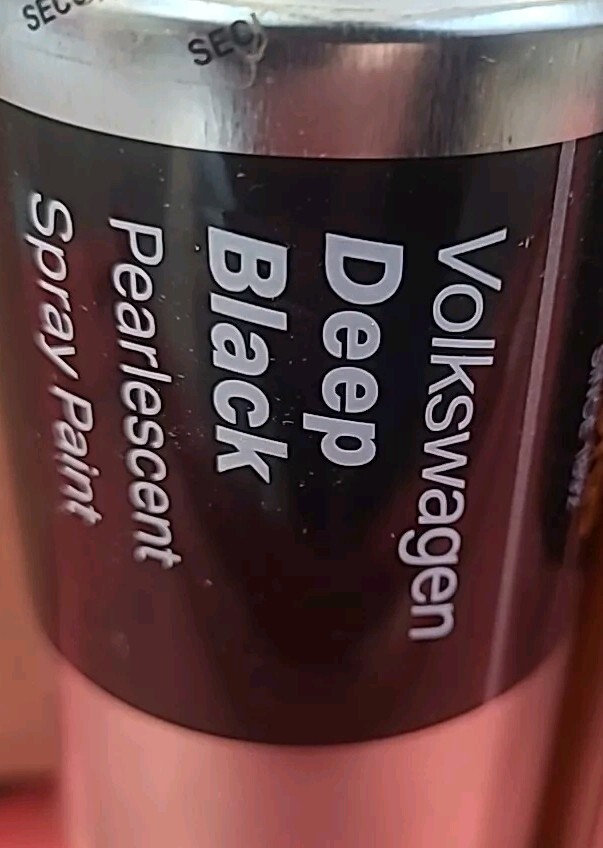 Volkswagen
Deep
Black
Pearlescent
Spray Paint